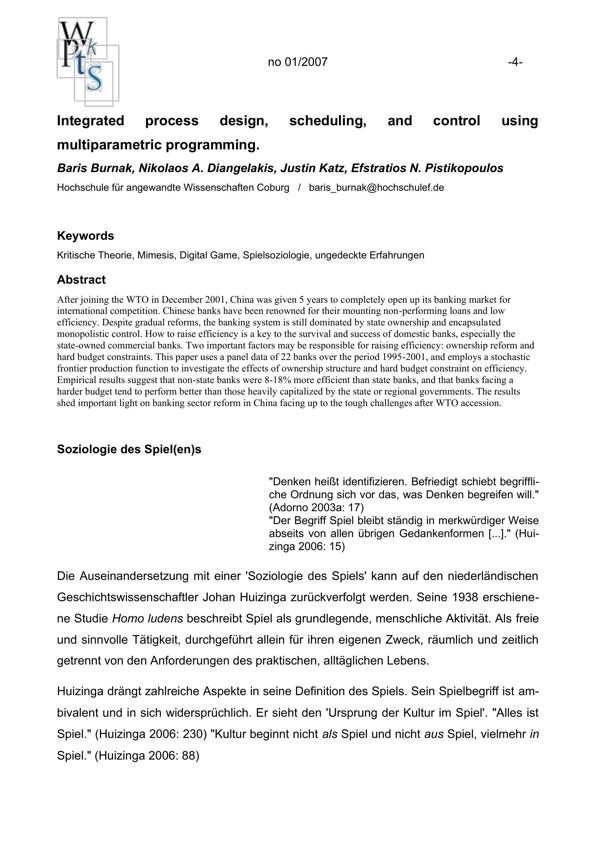 W
P k
t
S
no 01/2007 -4-
Integrated process design, scheduling, and control using
multiparametric programming.
Baris Burnak, Nikolaos A. Diangelakis, Justin Katz, Efstratios N. Pistikopoulos
Hochschule für angewandte Wissenschaften Coburg / baris_burnak@hochschulef.de
Keywords
Kritische Theorie, Mimesis, Digital Game, Spielsoziologie, ungedeckte Erfahrungen
Abstract
After joining the WTO in December 2001, China was given 5 years to completely open up its banking market for
international competition. Chinese banks have been renowned for their mounting non-performing loans and low
efficiency. Despite gradual reforms, the banking system is still dominated by state ownership and encapsulated
monopolistic control. How to raise efficiency is a key to the survival and success of domestic banks, especially the
state-owned commercial banks. Two important factors may be responsible for raising efficiency: ownership reform and
hard budget constraints. This paper uses a panel data of 22 banks over the period 1995-2001, and employs a stochastic
frontier production function to investigate the effects of ownership structure and hard budget constraint on efficiency.
Empirical results suggest that non-state banks were 8-18% more efficient than state banks, and that banks facing a
harder budget tend to perform better than those heavily capitalized by the state or regional governments. The results
shed important light on banking sector reform in China facing up to the tough challenges after WTO accession.
Soziologie des Spiel(en)s
"Denken heißt identifizieren. Befriedigt schiebt begriffli-
che Ordnung sich vor das, was Denken begreifen will."
(Adorno 2003a: 17)
"Der Begriff Spiel bleibt ständig in merkwürdiger Weise
abseits von allen übrigen Gedankenformen [...]." (Hui-
zinga 2006: 15)
Die Auseinandersetzung mit einer 'Soziologie des Spiels' kann auf den niederländischen
Geschichtswissenschaftler Johan Huizinga zurückverfolgt werden. Seine 1938 erschiene-
ne Studie Homo ludens beschreibt Spiel als grundlegende, menschliche Aktivität. Als freie
und sinnvolle Tätigkeit, durchgeführt allein für ihren eigenen Zweck, räumlich und zeitlich
getrennt von den Anforderungen des praktischen, alltäglichen Lebens.
Huizinga drängt zahlreiche Aspekte in seine Definition des Spiels. Sein Spielbegriff ist am-
bivalent und in sich widersprüchlich. Er sieht den 'Ursprung der Kultur im Spiel'. "Alles ist
Spiel." (Huizinga 2006: 230) "Kultur beginnt nicht als Spiel und nicht aus Spiel, vielmehr in
Spiel." (Huizinga 2006: 88)